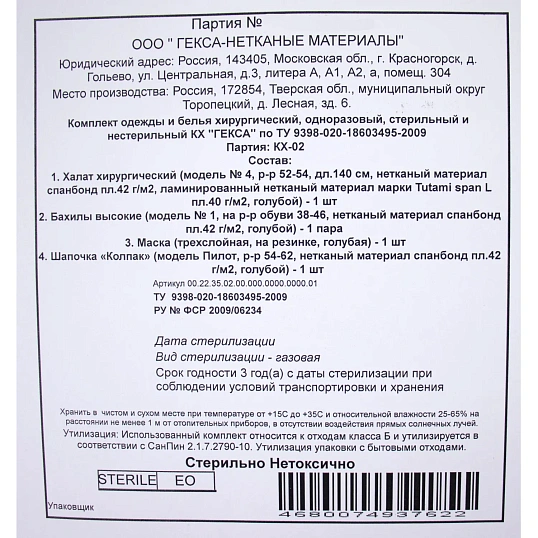 Партия №
ООО " ГЕКСА-НЕТКАНЫЕ МАТЕРИАЛЫ"
Юридический адрес: Россия, 143405, Московская обл., г. Красногорск, д.
Гольево, ул. Центральная, д.3, литера А, А1, А2, а, помещ. 304
Место производства: Россия, 172854, Тверская обл., муниципальный округ
Торопецкий, д. Лесная, зд. 6.
Комплект одежды и белья хирургический, одноразовый, стерильный и
нестерильный КХ "ГЕКСА" по ТУ 9398-020-18603495-2009
Партия: КХ-02
Состав:
1. Халат хирургический (модель № 4, р-р 52-54, дл.140 см, нетканый материал
спанбонд пл.42 г/м2, ламинированный нетканый материал марки Tutami span L
пл.40 г/м2, голубой) - 1 шт
2. Бахилы высокие (модель № 1, на р-р обуви 38-46, нетканый материал спанбонд
пл.42 г/м2, голубой) - 1 пара
3. Маска (трехслойная, на резинке, голубая) - 1 шт
4. Шапочка «Колпак» (модель Пилот, р-р 54-62, нетканый материал спанбонд пл.42
г/м2, голубой) - 1 шт
Артикул 00.22.35.02.00.000.0000.0000.01
ТУ 9398-020-18603495-2009
РУ № ФСР 2009/06234
Дата стерилизации
Вид стерилизации - газовая
Срок годности 3 год(а) с даты стерилизации при
соблюдении условий транспортировки и хранения
Хранить в чистом и сухом месте при температуре от +15С до +35С и относительной влажности 25-65% на
расстоянии не менее 1 м от отопительных приборов, в отсутствии воздействия прямых солнечных лучей.
Утилизация: Использованный комплект относится к отходам класса Б и утилизируется в
соответствии с СанПин 2.1.7.2790-10. Утилизация упаковки с бытовыми отходами.
Стерильно Нетоксично
STERILE EO
Упаковщик
4680074937622